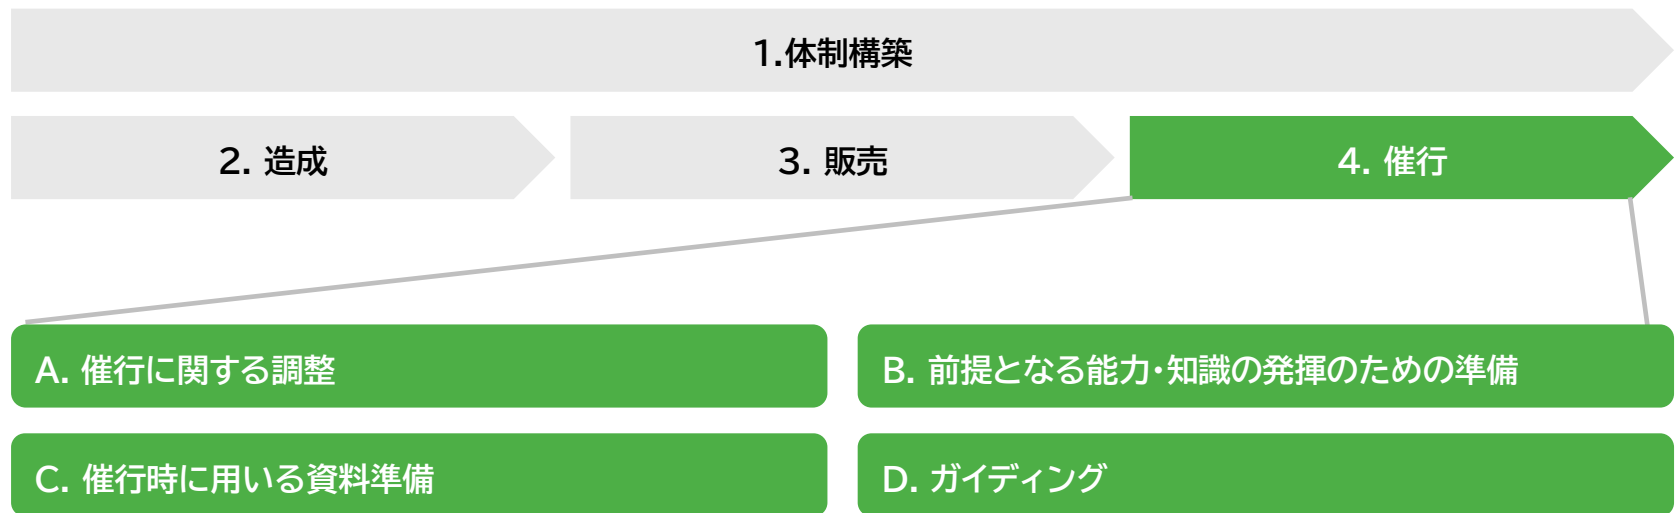 1.体制構築
2. 造成
3. 販売
4. 催行
A. 催行に関する調整
B. 前提となる能力・知識の発揮のための準備
C. 催行時に用いる資料準備
D. ガイディング